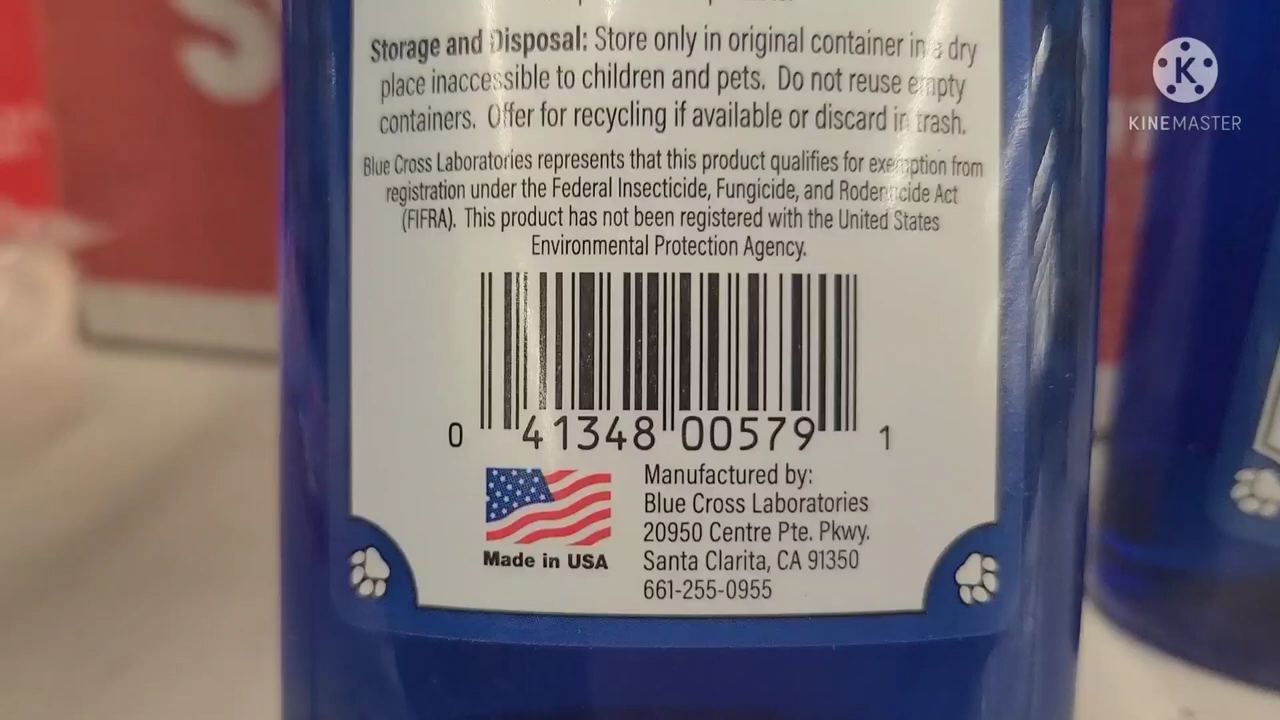 Storage and Disposal: Store only in original container in a dry
place inaccessible to children and pets. Do not reuse empty
containers. Offer for recycling if available or discard in trash.
Blue Cross Laboratories represents that this product qualifies for exemption from
registration under the Federal Insecticide, Fungicide, and Rodenticide Act
(FIFRA). This product has not been registered with the United States
Environmental Protection Agency.
0 41348 00579 1
Made in USA
Manufactured by:
Blue Cross Laboratories
20950 Centre Pte. Pkwy.
Santa Clarita, CA 91350
661-255-0955
K
KINEMASTER